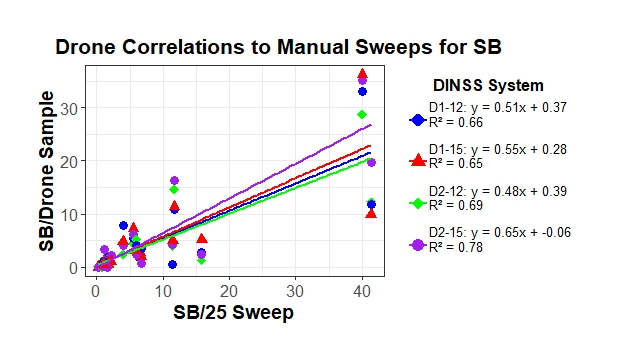 Drone Correlations to Manual Sweeps for SB
SB/Drone Sample
30
20
10
0
0
10
20
30
40
SB/25 Sweep
DINSS System
D1-12: y = 0.51x + 0.37
R² = 0.66
D1-15: y = 0.55x + 0.28
R² = 0.65
D2-12: y = 0.48x + 0.39
R² = 0.69
D2-15: y = 0.65x + -0.06
R² = 0.78